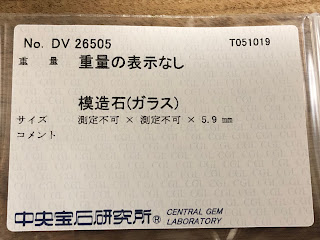 No. DV 26505 T051019
重量 重量の表示なし
模造石(ガラス)
サイズ 測定不可 × 測定不可 × 5.9 mm
コメント
中央宝石研究所® CENTRAL GEM
LABORATORY